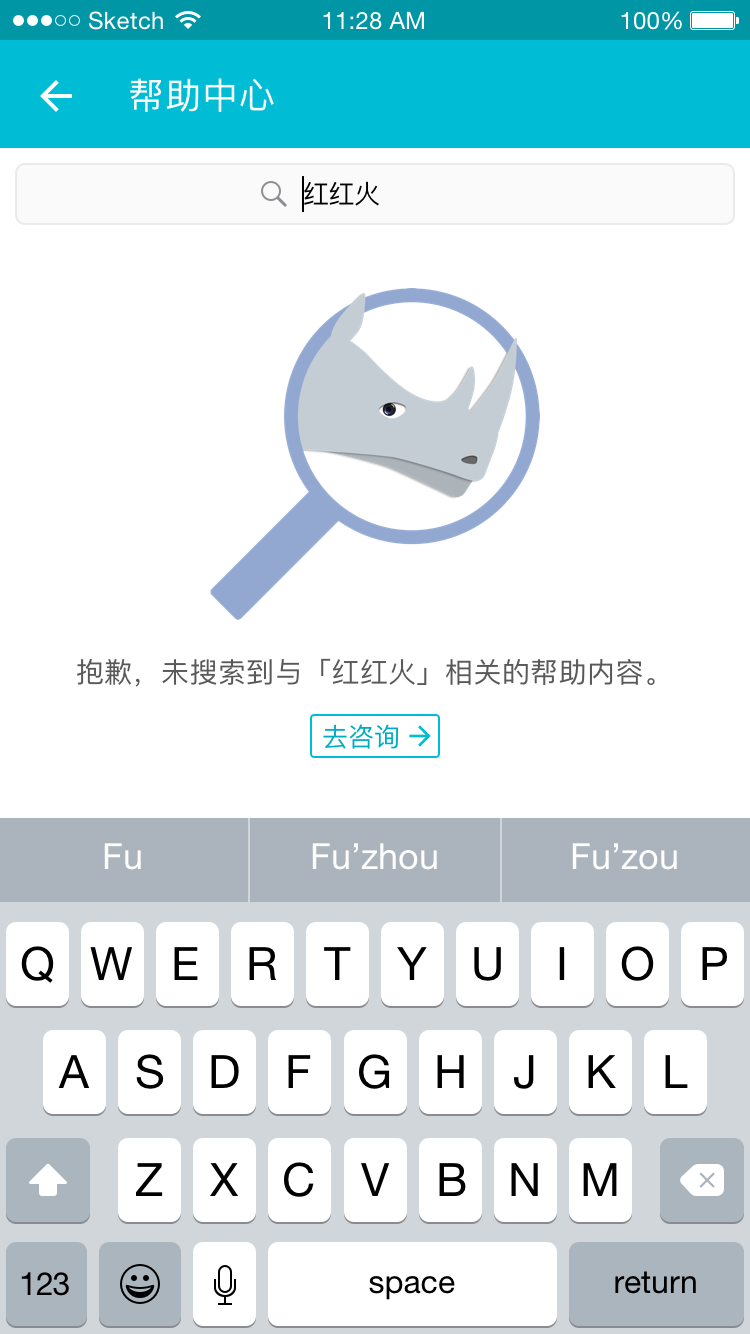 Sketch 11:28 AM 100%
帮助中心
红红火
抱歉，未搜索到与「红红火」相关的帮助内容。
去咨询
Fu Fu’zhou Fu’zou
Q W E R T Y U I O P
A S D F G H J K L
Z X C V B N M
123 space return